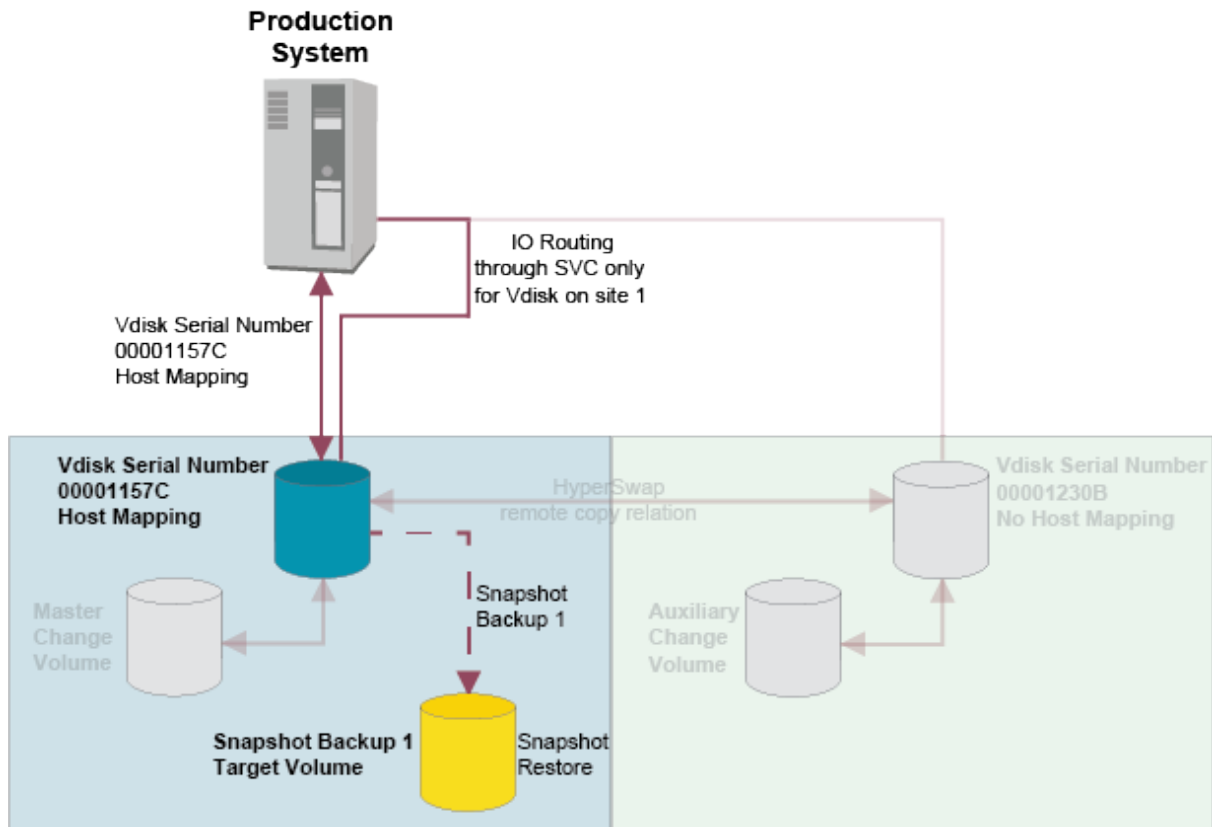 Production
System
IO Routing
through SVC only
for Vdisk on site 1
Vdisk Serial Number
00001157C
Host Mapping
Vdisk Serial Number
00001157C
Host Mapping
HyperSwap
remote copy relation
Vdisk Serial Number
00001230B
No Host Mapping
Master
Change
Volume
Snapshot
Backup 1
Auxiliary
Change
Volume
Snapshot Backup 1
Target Volume
Snapshot
Restore